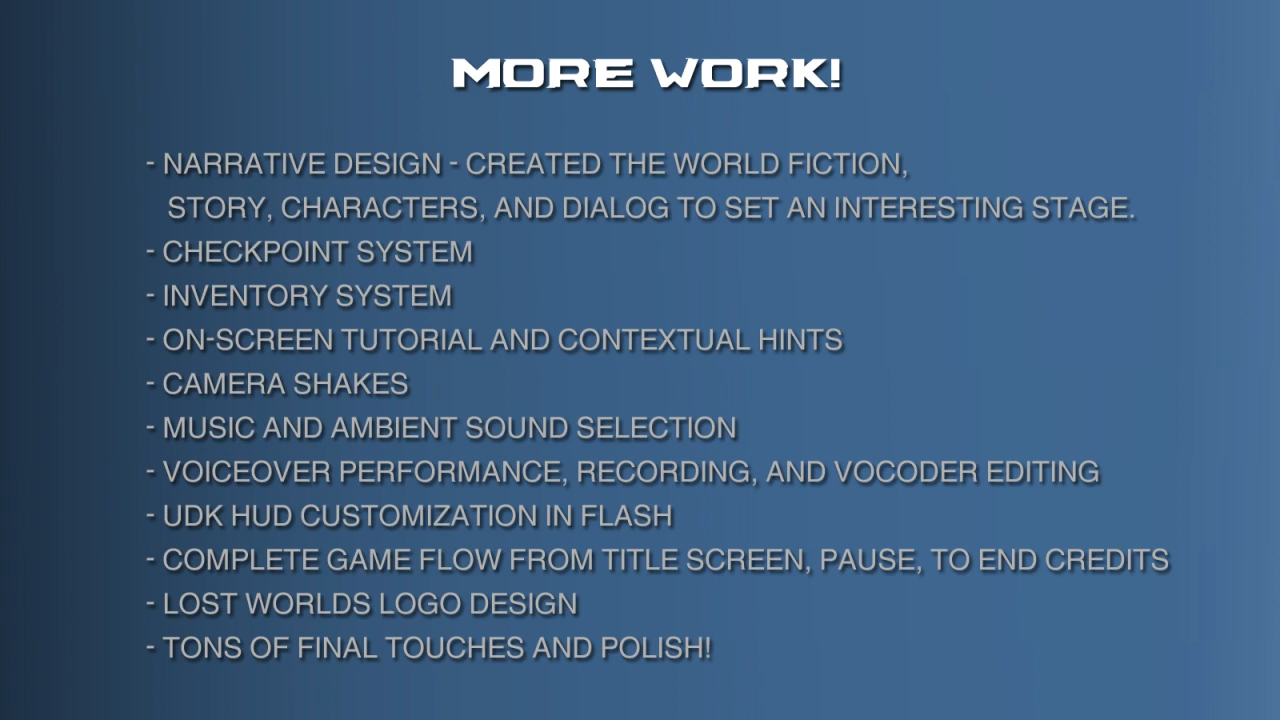 MORE WORK!
- NARRATIVE DESIGN - CREATED THE WORLD FICTION,
STORY, CHARACTERS, AND DIALOG TO SET AN INTERESTING STAGE.
- CHECKPOINT SYSTEM
- INVENTORY SYSTEM
- ON-SCREEN TUTORIAL AND CONTEXTUAL HINTS
- CAMERA SHAKES
- MUSIC AND AMBIENT SOUND SELECTION
- VOICEOVER PERFORMANCE, RECORDING, AND VOCODER EDITING
- UDK HUD CUSTOMIZATION IN FLASH
- COMPLETE GAME FLOW FROM TITLE SCREEN, PAUSE, TO END CREDITS
- LOST WORLDS LOGO DESIGN
- TONS OF FINAL TOUCHES AND POLISH!